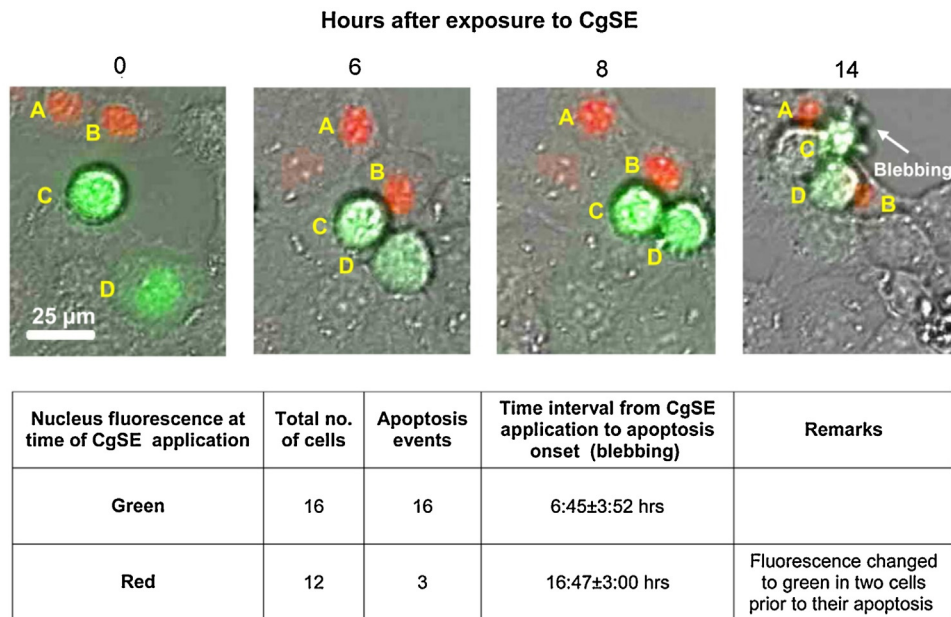 Hours after exposure to CgSE
0 6 8 14
A
B
C
D
25 µm
A
B
C
D
A
B
C
D
A
C
Blebbing
D
B
Nucleus fluorescence at time of CgSE application
Total no. of cells
Apoptosis events
Time interval from CgSE application to apoptosis onset (blebbing)
Remarks
Green 16 16 6:45±3:52 hrs
Red 12 3 16:47±3:00 hrs Fluorescence changed to green in two cells prior to their apoptosis